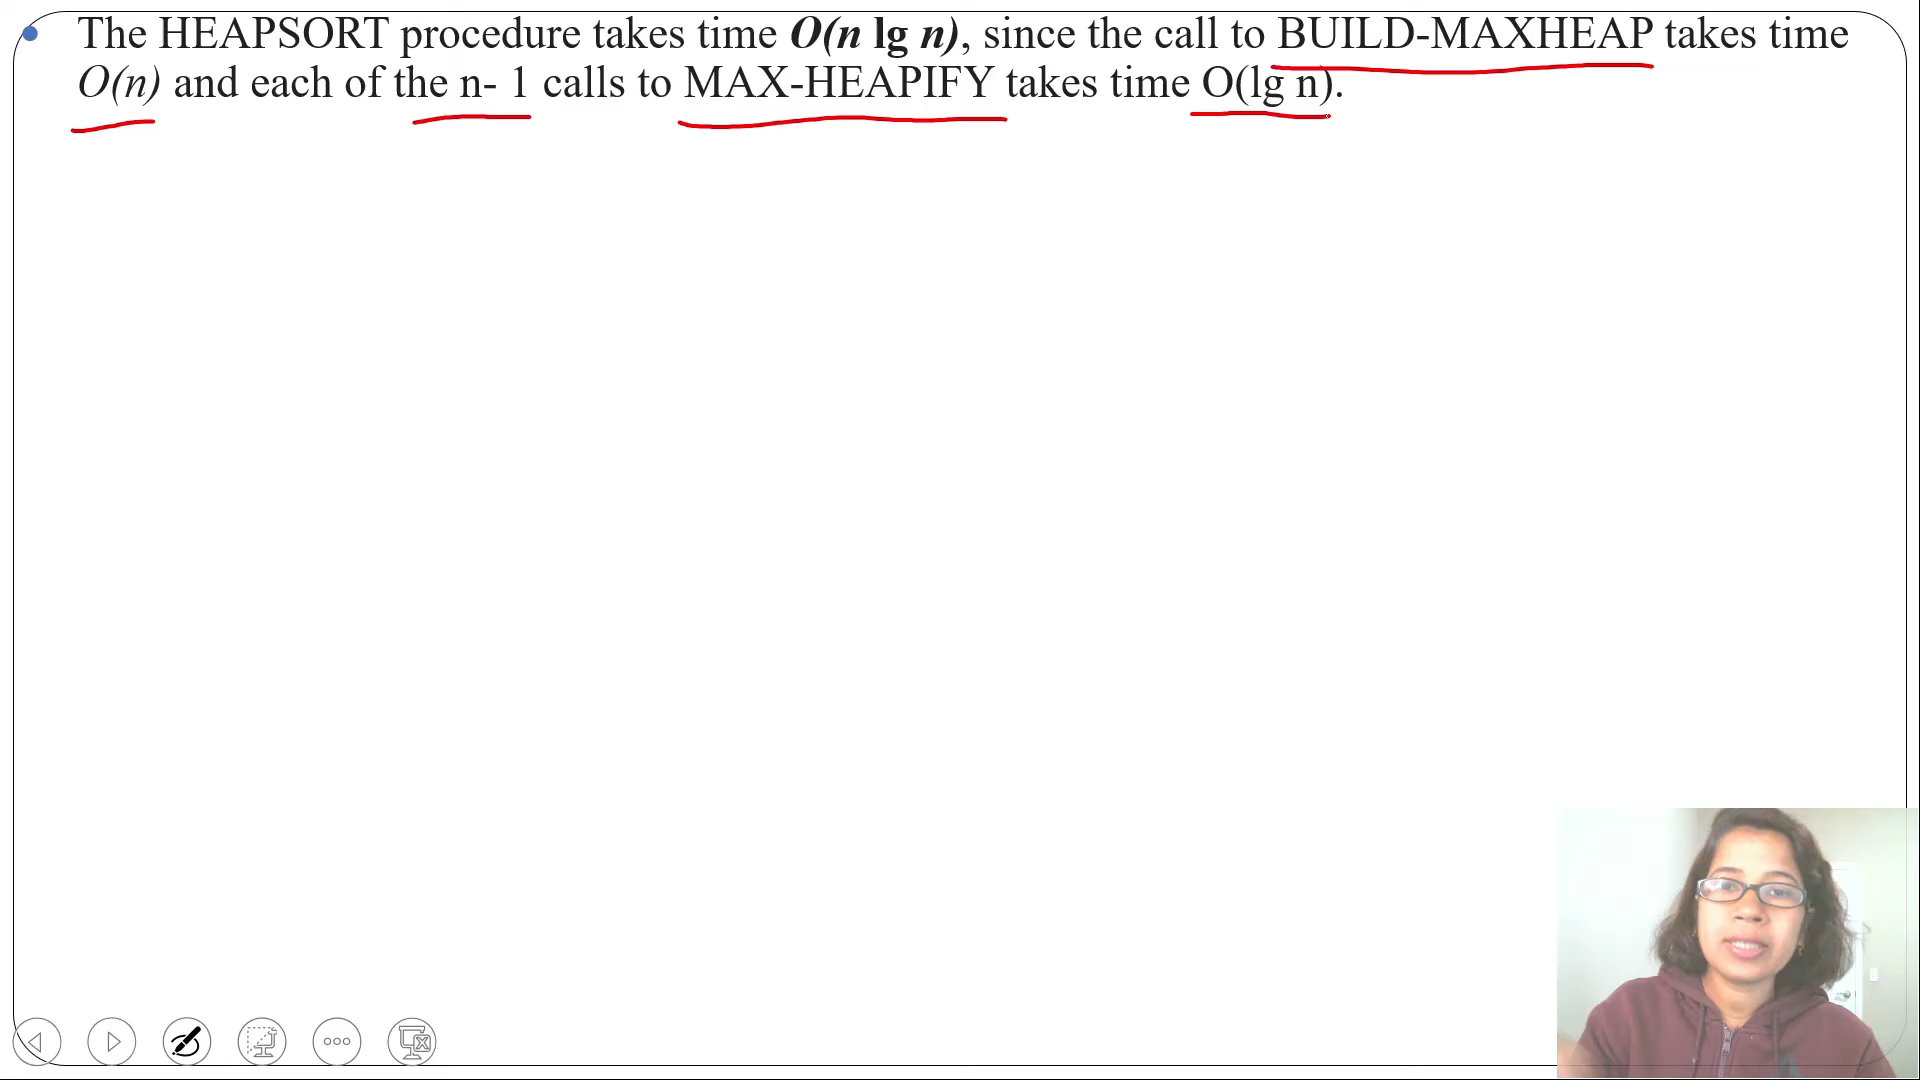 The HEAPSORT procedure takes time O(n lg n), since the call to BUILD-MAXHEAP takes time
O(n) and each of the n- 1 calls to MAX-HEAPIFY takes time O(lg n).